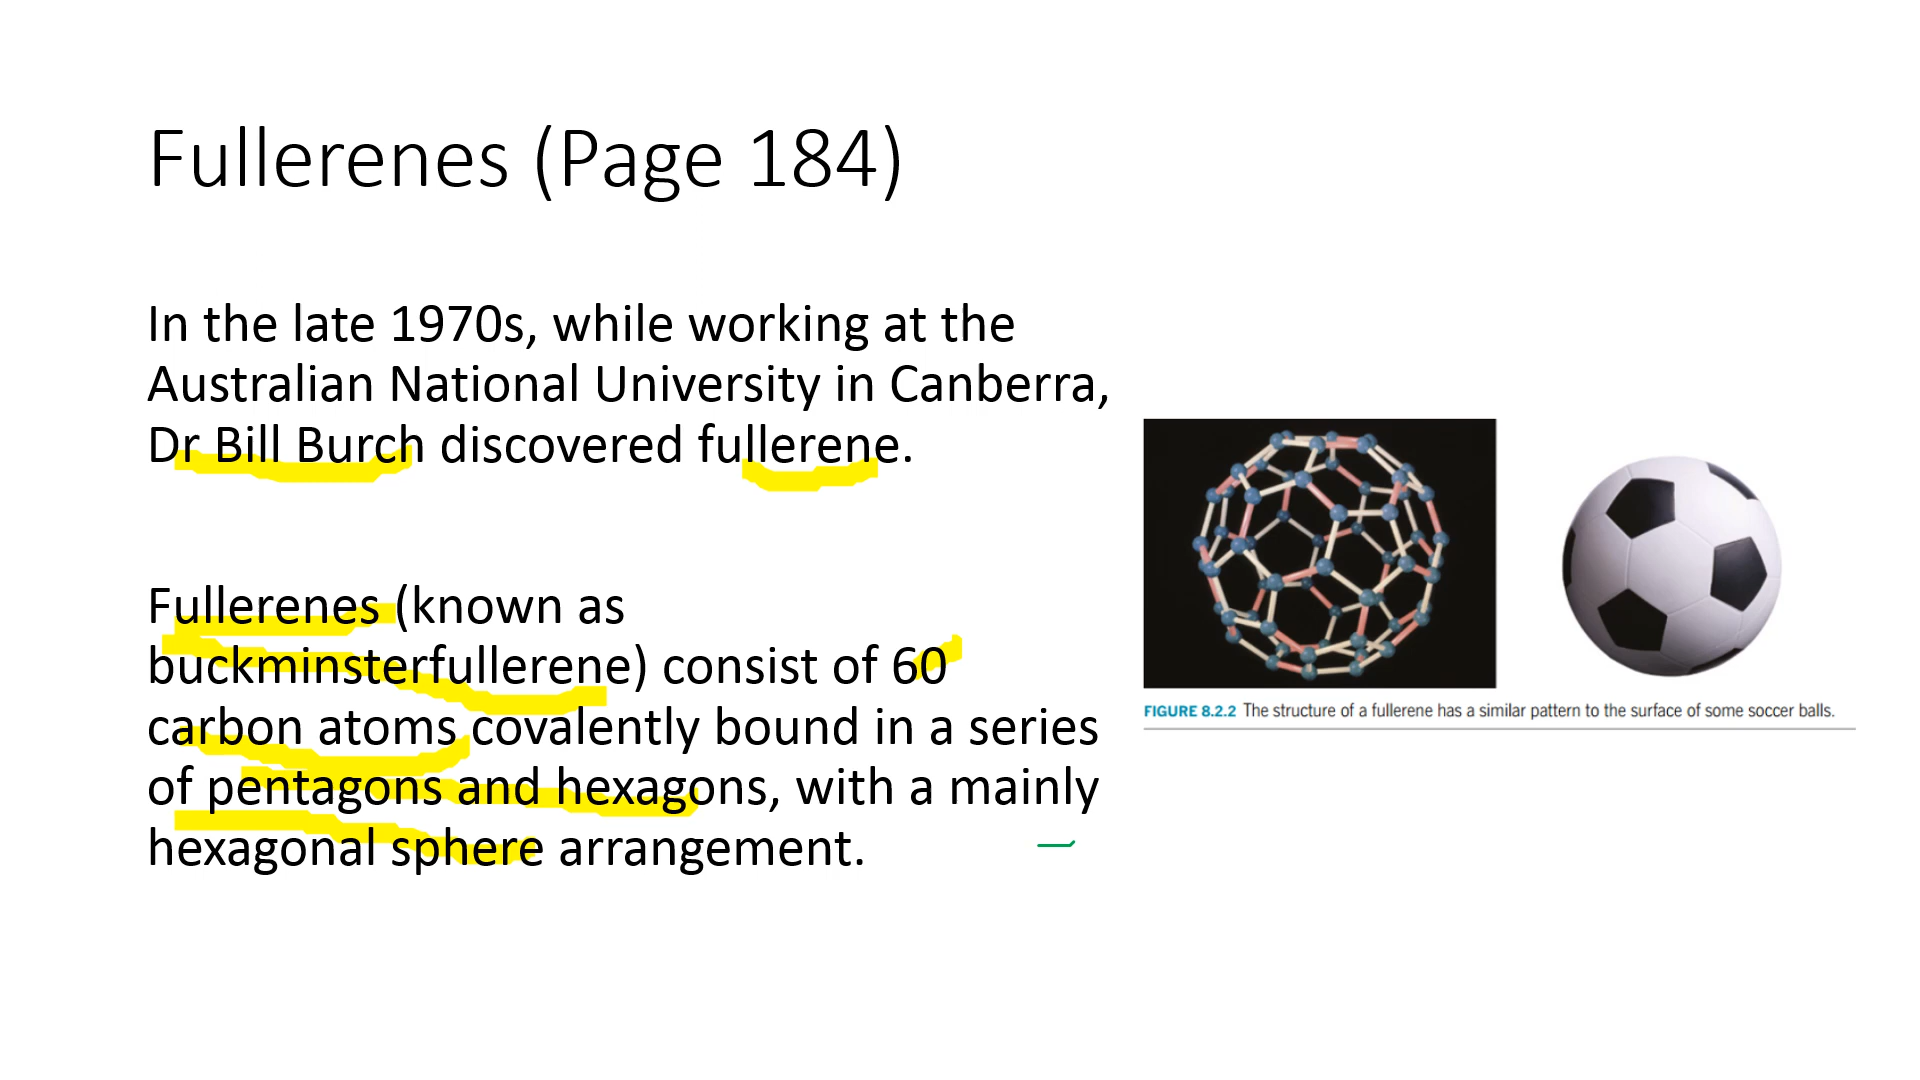 Fullerenes (Page 184)
In the late 1970s, while working at the
Australian National University in Canberra,
Dr Bill Burch discovered fullerene.
Fullerenes (known as
buckminsterfullerene) consist of 60
carbon atoms covalently bound in a series
of pentagons and hexagons, with a mainly
hexagonal sphere arrangement.
FIGURE 8.2.2 The structure of a fullerene has a similar pattern to the surface of some soccer balls.